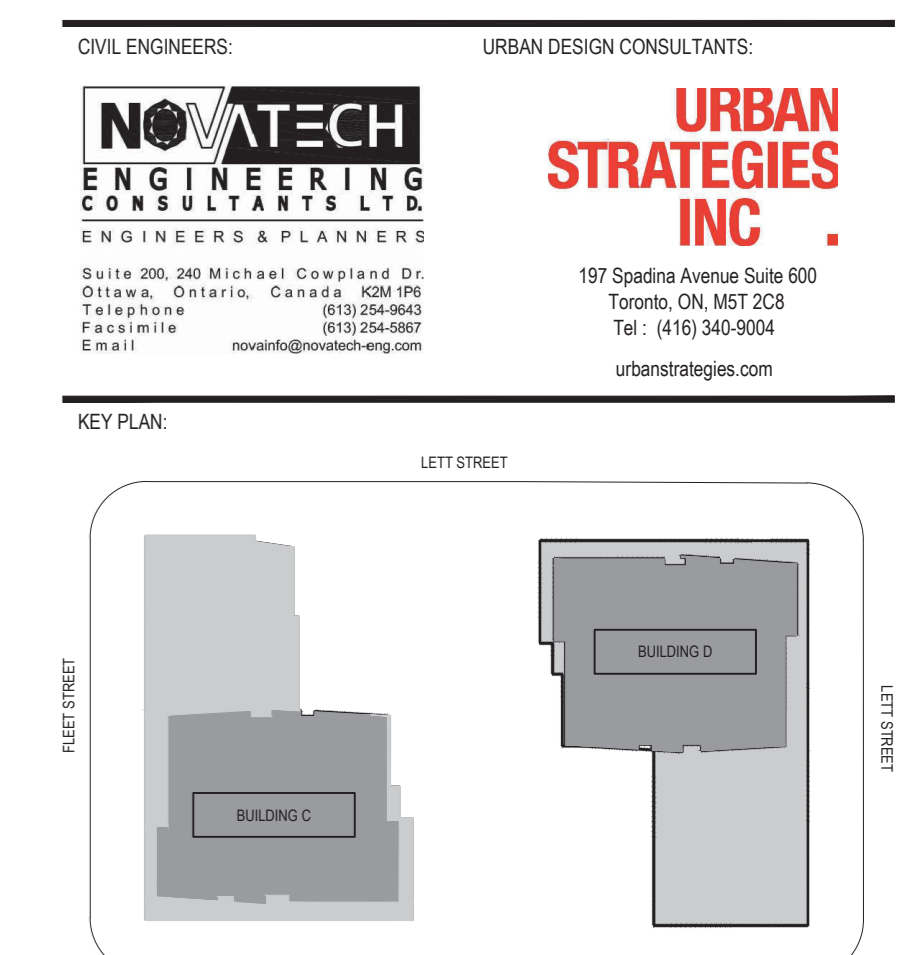 CIVIL ENGINEERS:
NOVATECH
ENGINEERING
CONSULTANTS LTD.
ENGINEERS & PLANNERS
Suite 200, 240 Michael Cowpland Dr.
Ottawa, Ontario, Canada K2M 1P6
Telephone (613) 254-9643
Facsimile (613) 254-5867
Email novainfo@novatech-eng.com
URBAN DESIGN CONSULTANTS:
URBAN
STRATEGIES
INC .
197 Spadina Avenue Suite 600
Toronto, ON, M5T 2C8
Tel : (416) 340-9004
urbanstrategies.com
KEY PLAN:
LETT STREET
FLEET STREET
BUILDING C
BUILDING D
LETT STREET